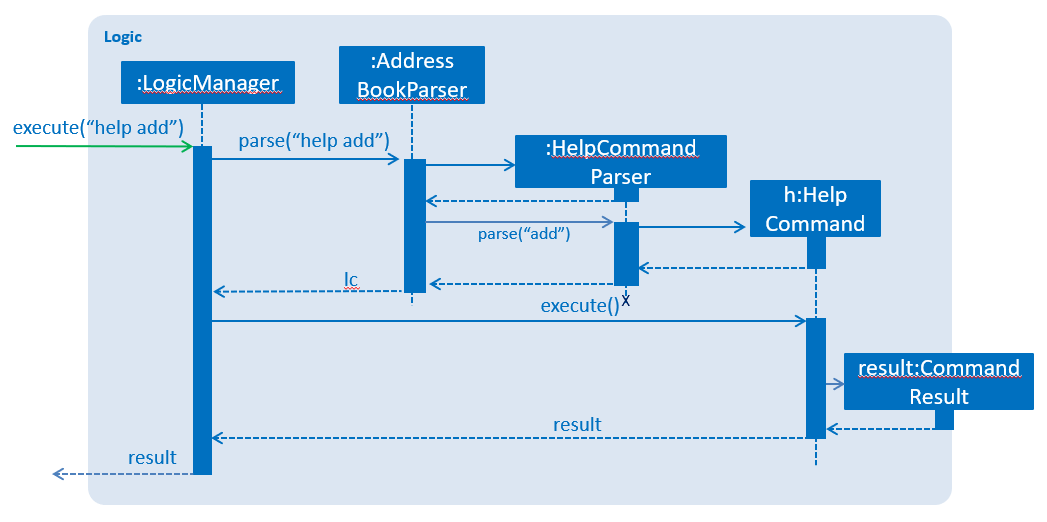 Logic
:LogicManager
:Address
BookParser
execute(“help add”)
parse(“help add”)
:HelpCommand
Parser
h:Help
Command
parse(“add”)
lc
execute()
X
result:Command
Result
result
result